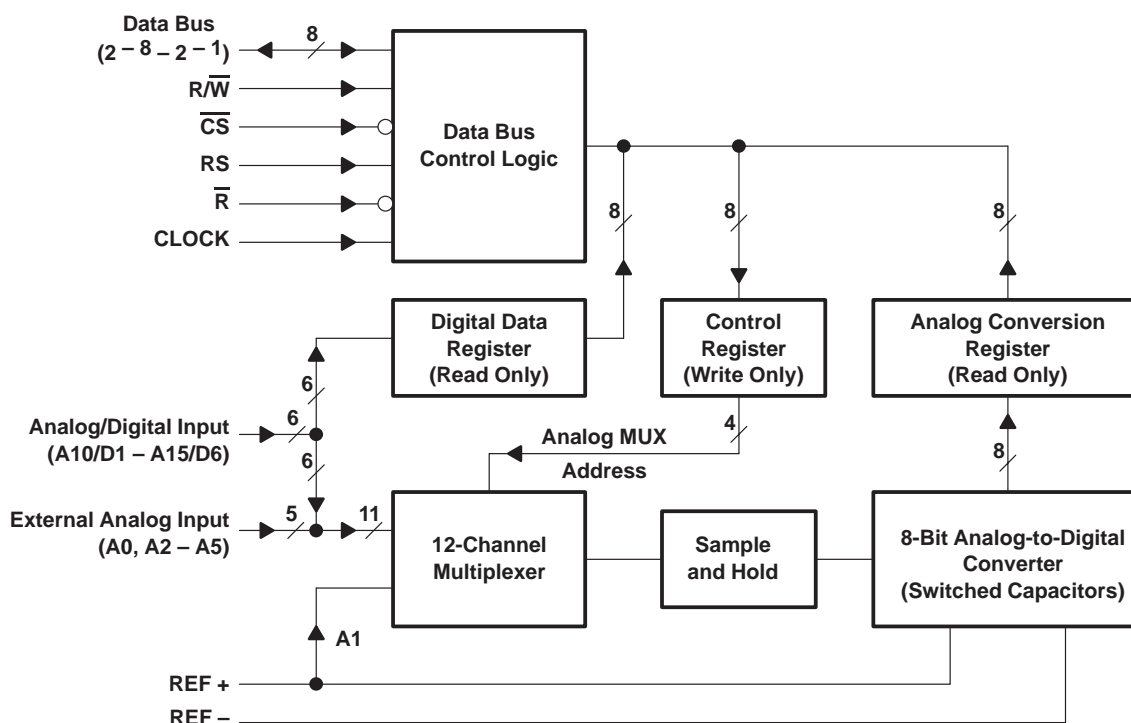 Data Bus
(2 – 8 – 2 – 1)
8
R/W̅
C̅S̅
RS
R̅
CLOCK
Data Bus
Control Logic
8
8
8
Digital Data
Register
(Read Only)
Control
Register
(Write Only)
Analog Conversion
Register
(Read Only)
6
Analog/Digital Input
(A10/D1 – A15/D6)
6
6
4
Analog MUX
Address
8
External Analog Input
(A0, A2 – A5)
5
11
12-Channel
Multiplexer
Sample
and Hold
8-Bit Analog-to-Digital
Converter
(Switched Capacitors)
A1
REF +
REF –